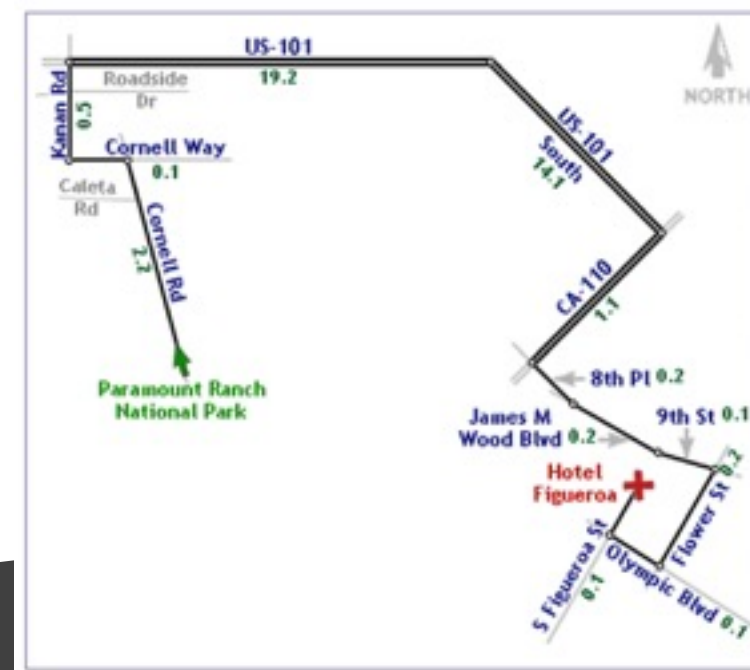 US-101
19.2
NORTH
Kanan Rd
0.5
Roadside
Dr
Cornell Way
0.1
Caleta
Rd
Cornell Rd
2.2
Paramount Ranch
National Park
US-101
South
14.1
CA-110
1.1
8th Pl 0.2
James M
Wood Blvd 0.2
9th St 0.1
Hotel
Figueroa
0.2
Flower St
Olympic Blvd 0.1
S Figueroa St
0.1